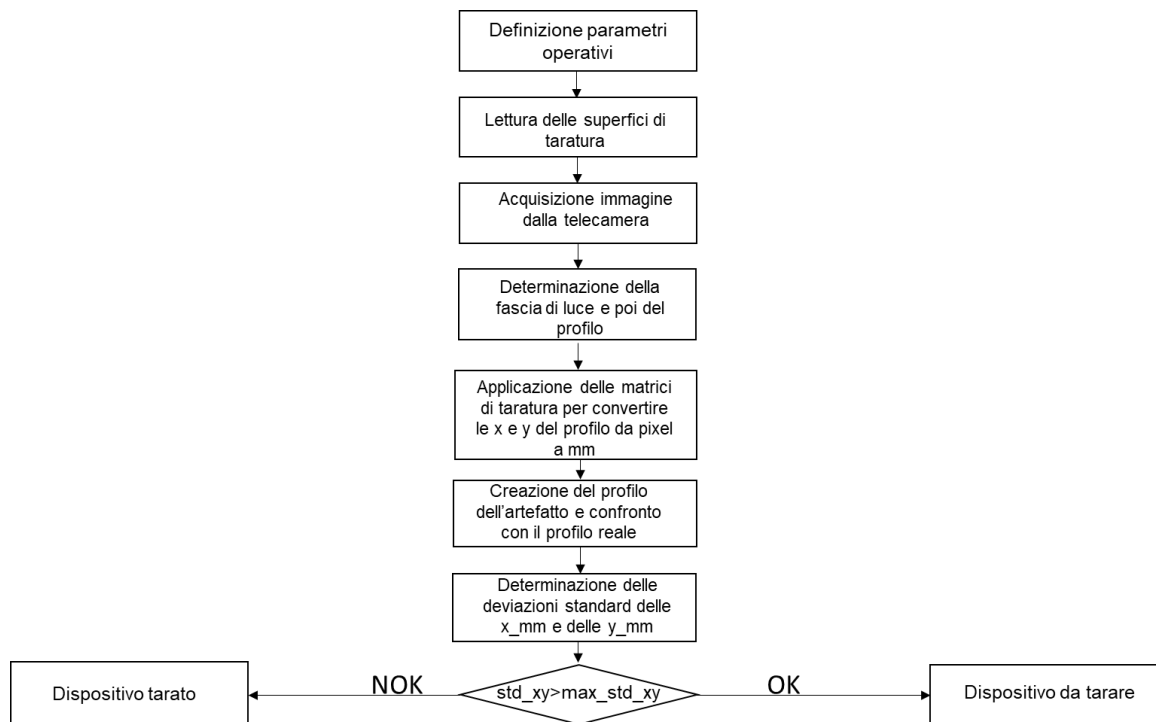 Definizione parametri
operativi
Lettura delle superfici di
taratura
Acquisizione immagine
dalla telecamera
Determinazione della
fascia di luce e poi del
profilo
Applicazione delle matrici
di taratura per convertire
le x e y del profilo da pixel
a mm
Creazione del profilo
dell'artefatto e confronto
con il profilo reale
Determinazione delle
deviazioni standard delle
x_mm e delle y_mm
Dispositivo tarato
NOK
std_xy>max_std_xy
OK
Dispositivo da tarare